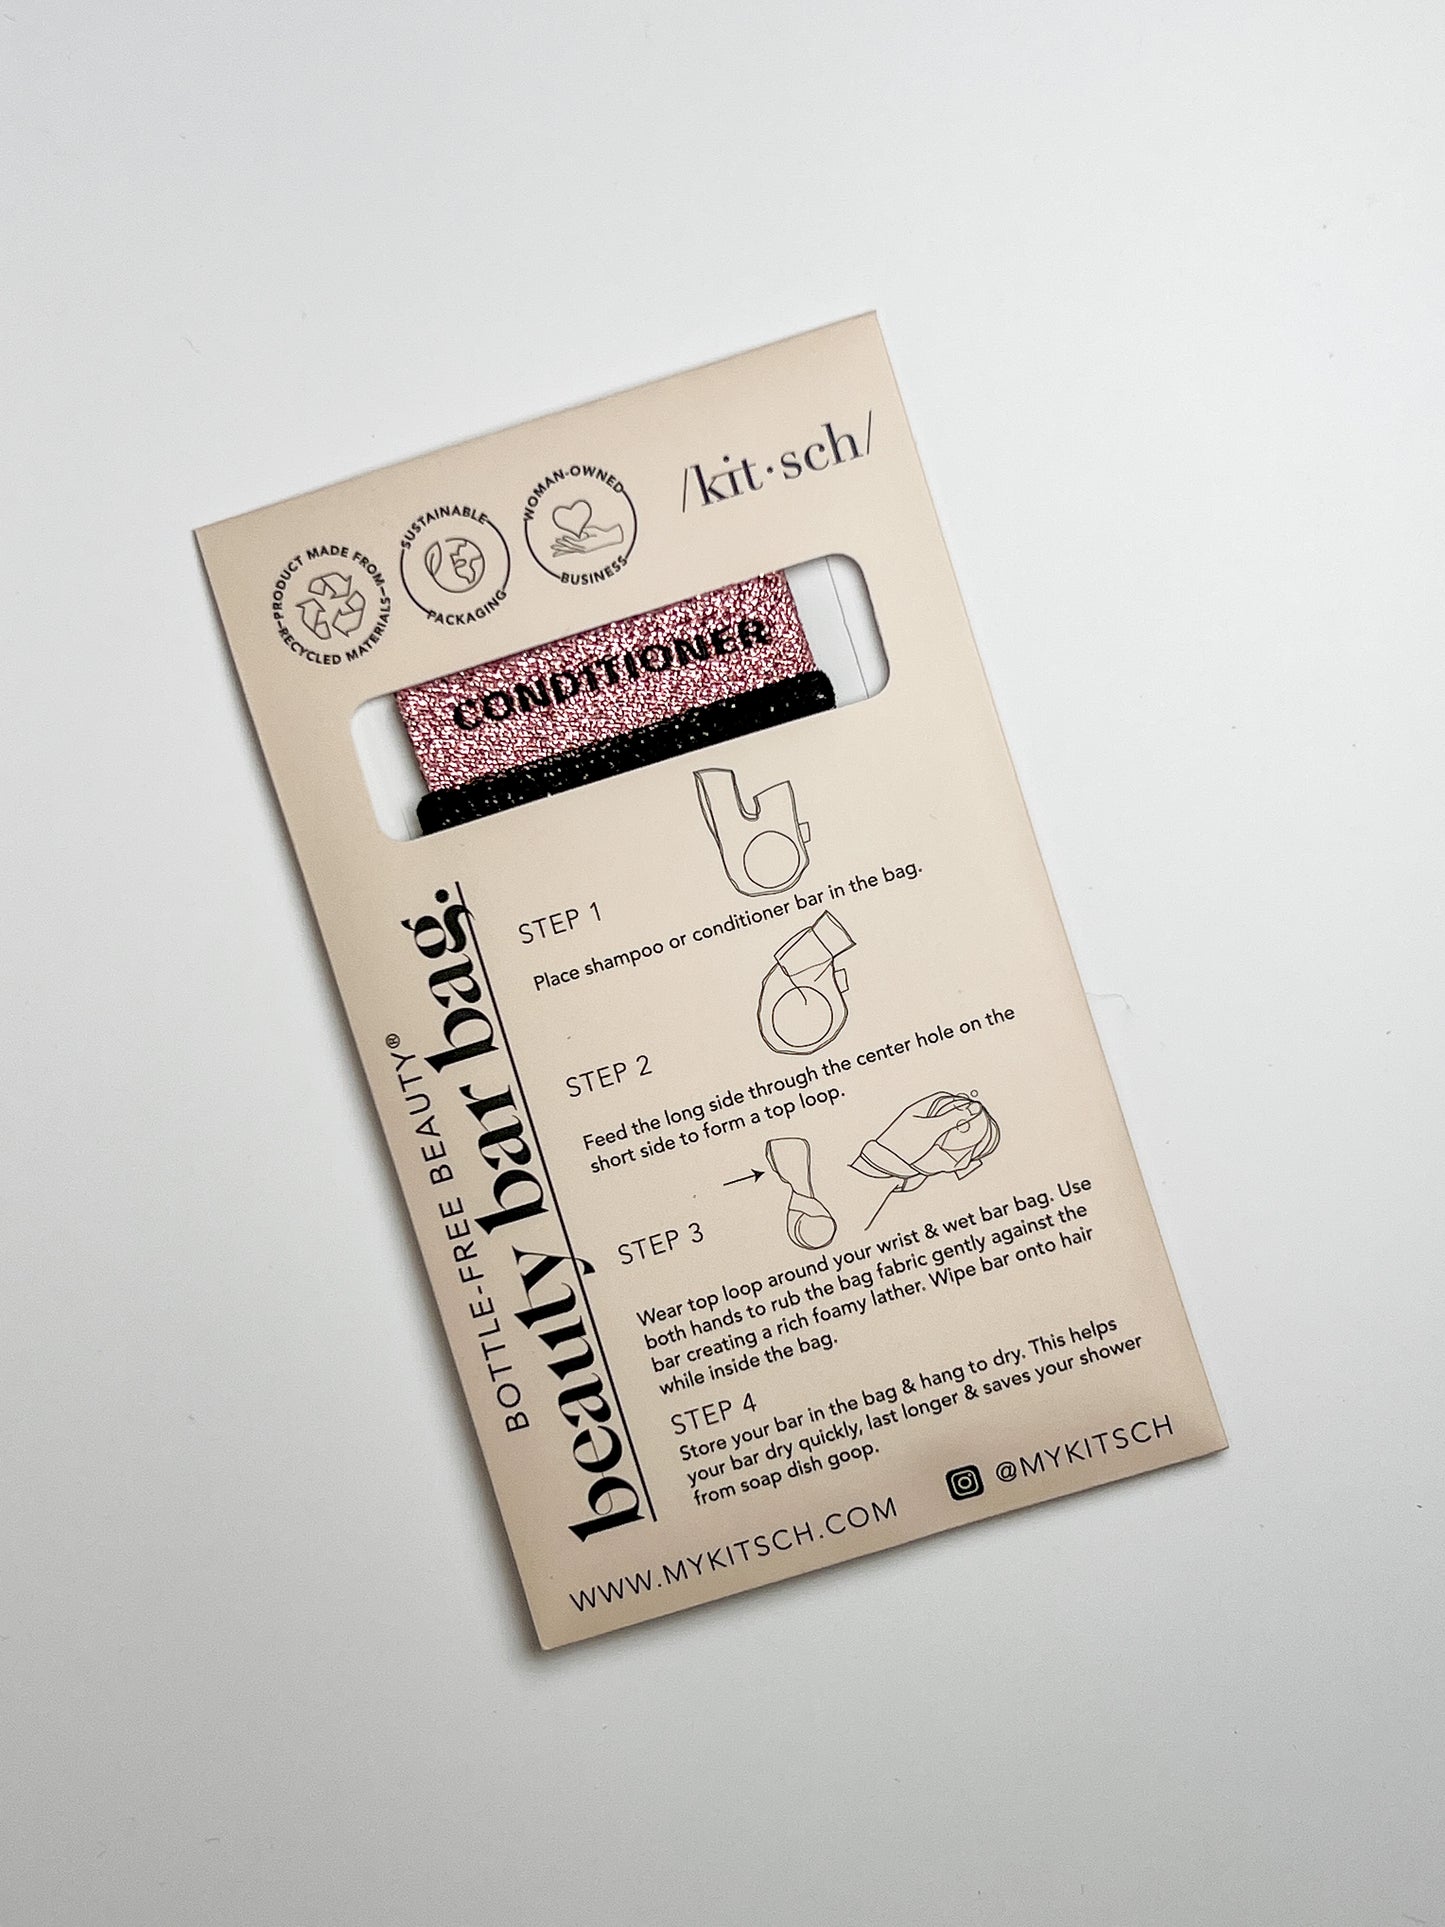 /kit·sch/
WOMAN-OWNED
BUSINESS
SUSTAINABLE
PACKAGING
PRODUCT MADE FROM
RECYCLED MATERIALS
CONDITIONER
BOTTLE-FREE BEAUTY®
beauty bar bag.
STEP 1
Place shampoo or conditioner bar in the bag.
STEP 2
Feed the long side through the center hole on the
short side to form a top loop.
STEP 3
Wear top loop around your wrist & wet bar bag. Use
both hands to rub the bag fabric gently against the
bar creating a rich foamy lather. Wipe bar onto hair
while inside the bag.
STEP 4
Store your bar in the bag & hang to dry. This helps
your bar dry quickly, last longer & saves your shower
from soap dish goop.
WWW.MYKITSCH.COM
@MYKITSCH